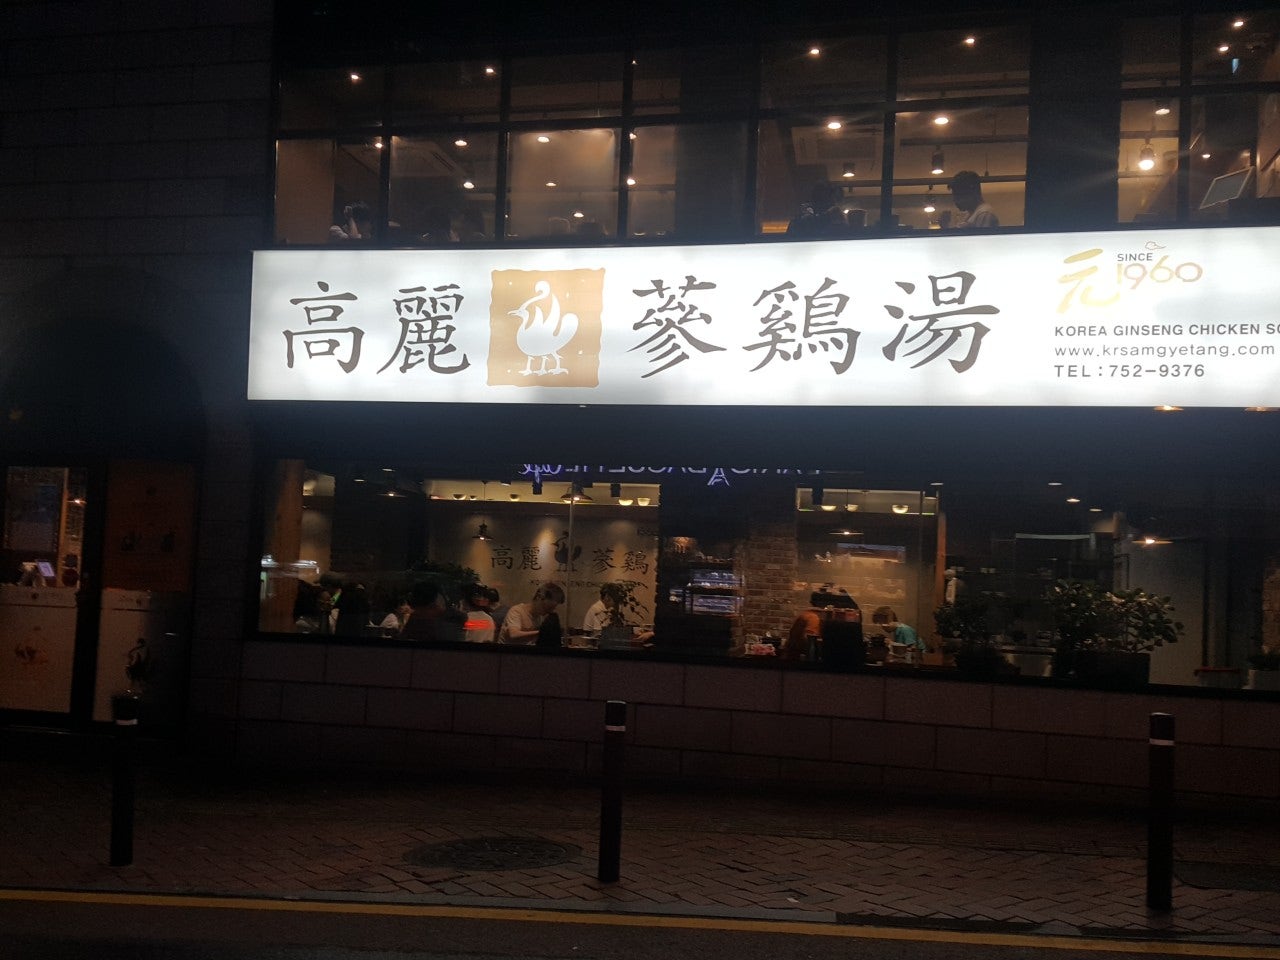 高麗 蔘鷄湯
元 SINCE 1960
KOREA GINSENG CHICKEN
www.krsamgyetang.com
TEL : 752-9376
高麗 蔘鷄